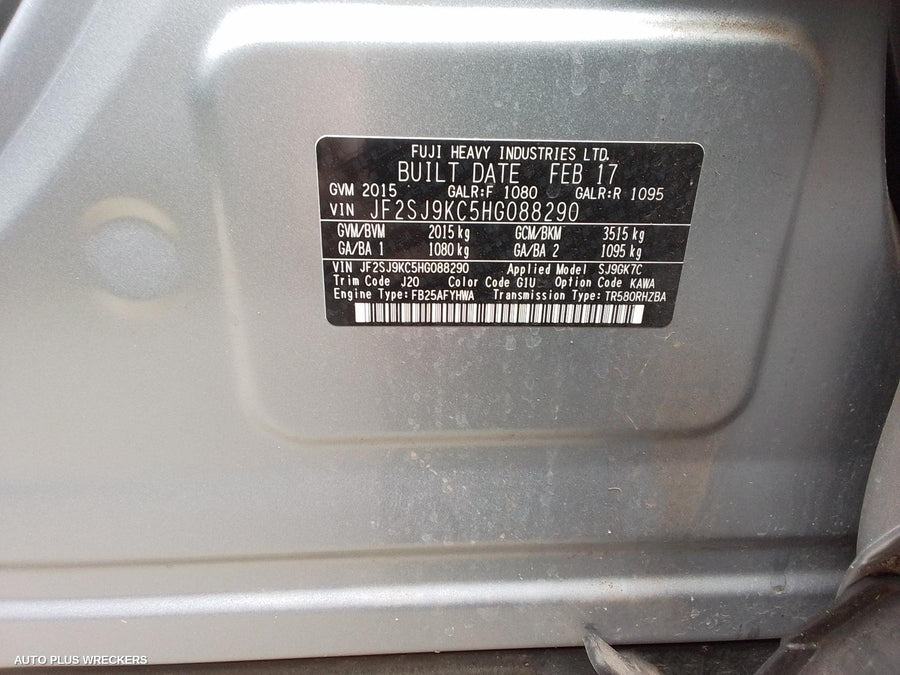 FUJI HEAVY INDUSTRIES LTD.
BUILT DATE FEB 17
GVM 2015 GALR:F 1080 GALR:R 1095
VIN JF2SJ9KC5HG088290
GVM/BVM 2015 kg GCM/BKM 3515 kg
GA/BA 1 1080 kg GA/BA 2 1095 kg
VIN JF2SJ9KC5HG088290 Applied Model SJ9GK7C
Trim Code J20 Color Code G1U Option Code KAWA
Engine Type: FB25AFYHWA Transmission Type: TR580RHZBA
AUTO PLUS WRECKERS